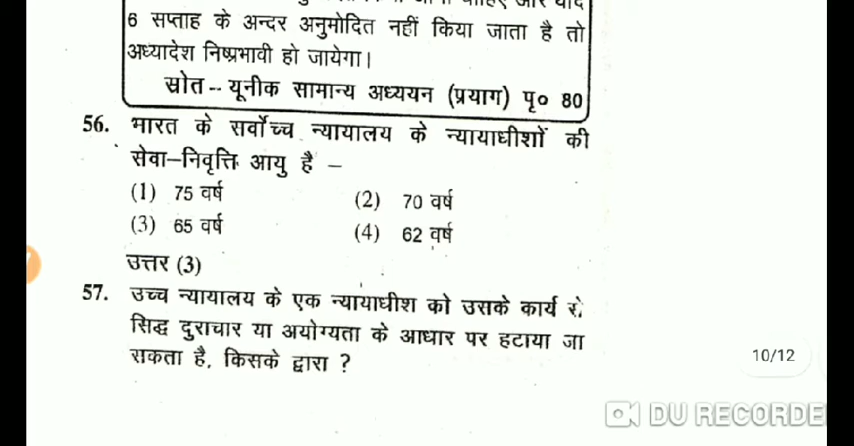 6 सप्ताह के अन्दर अनुमोदित नहीं किया जाता है तो
अध्यादेश निष्प्रभावी हो जायेगा।
स्रोत-- यूनीक सामान्य अध्ययन (प्रयाग) पृ० 80
56. भारत के सर्वोच्च न्यायालय के न्यायाधीशों की
सेवा-निवृत्ति आयु है –
(1) 75 वर्ष (2) 70 वर्ष
(3) 65 वर्ष (4) 62 वर्ष
उत्तर (3)
57. उच्च न्यायालय के एक न्यायाधीश को उसके कार्य से
सिद्ध दुराचार या अयोग्यता के आधार पर हटाया जा
सकता है, किसके द्वारा ?
10/12
DU RECORDE